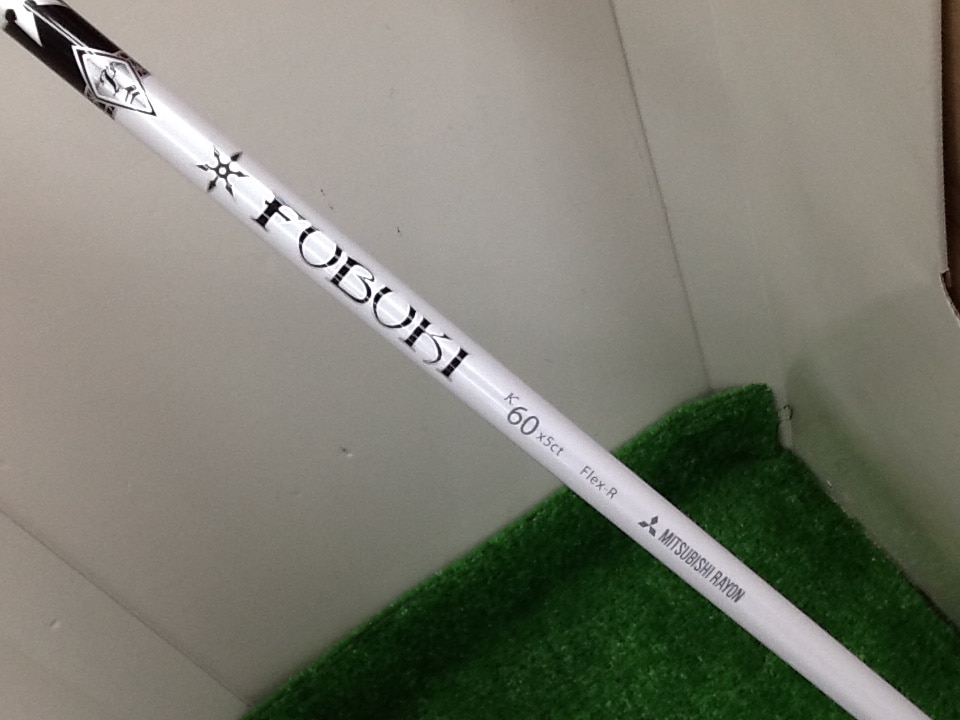 FUBUKI
K
60 x5ct
Flex-R
MITSUBISHI RAYON